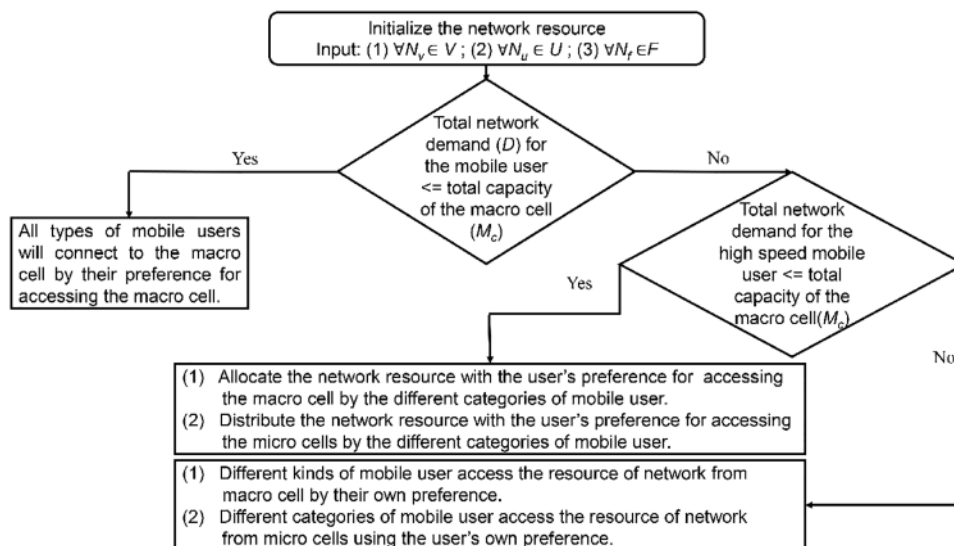 Initialize the network resource
Input: (1) ∀Nᵥ ∈ V ; (2) ∀Nᵤ ∈ U ; (3) ∀N_f ∈F
Total network
demand (D) for
the mobile user
<= total capacity
of the macro cell
(M_c)
Yes
No
All types of mobile users
will connect to the macro
cell by their preference for
accessing the macro cell.
Total network
demand for the
high speed mobile
user <= total
capacity of the
macro cell(M_c)
Yes
No
(1) Allocate the network resource with the user's preference for accessing
the macro cell by the different categories of mobile user.
(2) Distribute the network resource with the user's preference for accessing
the micro cells by the different categories of mobile user.
(1) Different kinds of mobile user access the resource of network from
macro cell by their own preference.
(2) Different categories of mobile user access the resource of network
from micro cells using the user's own preference.